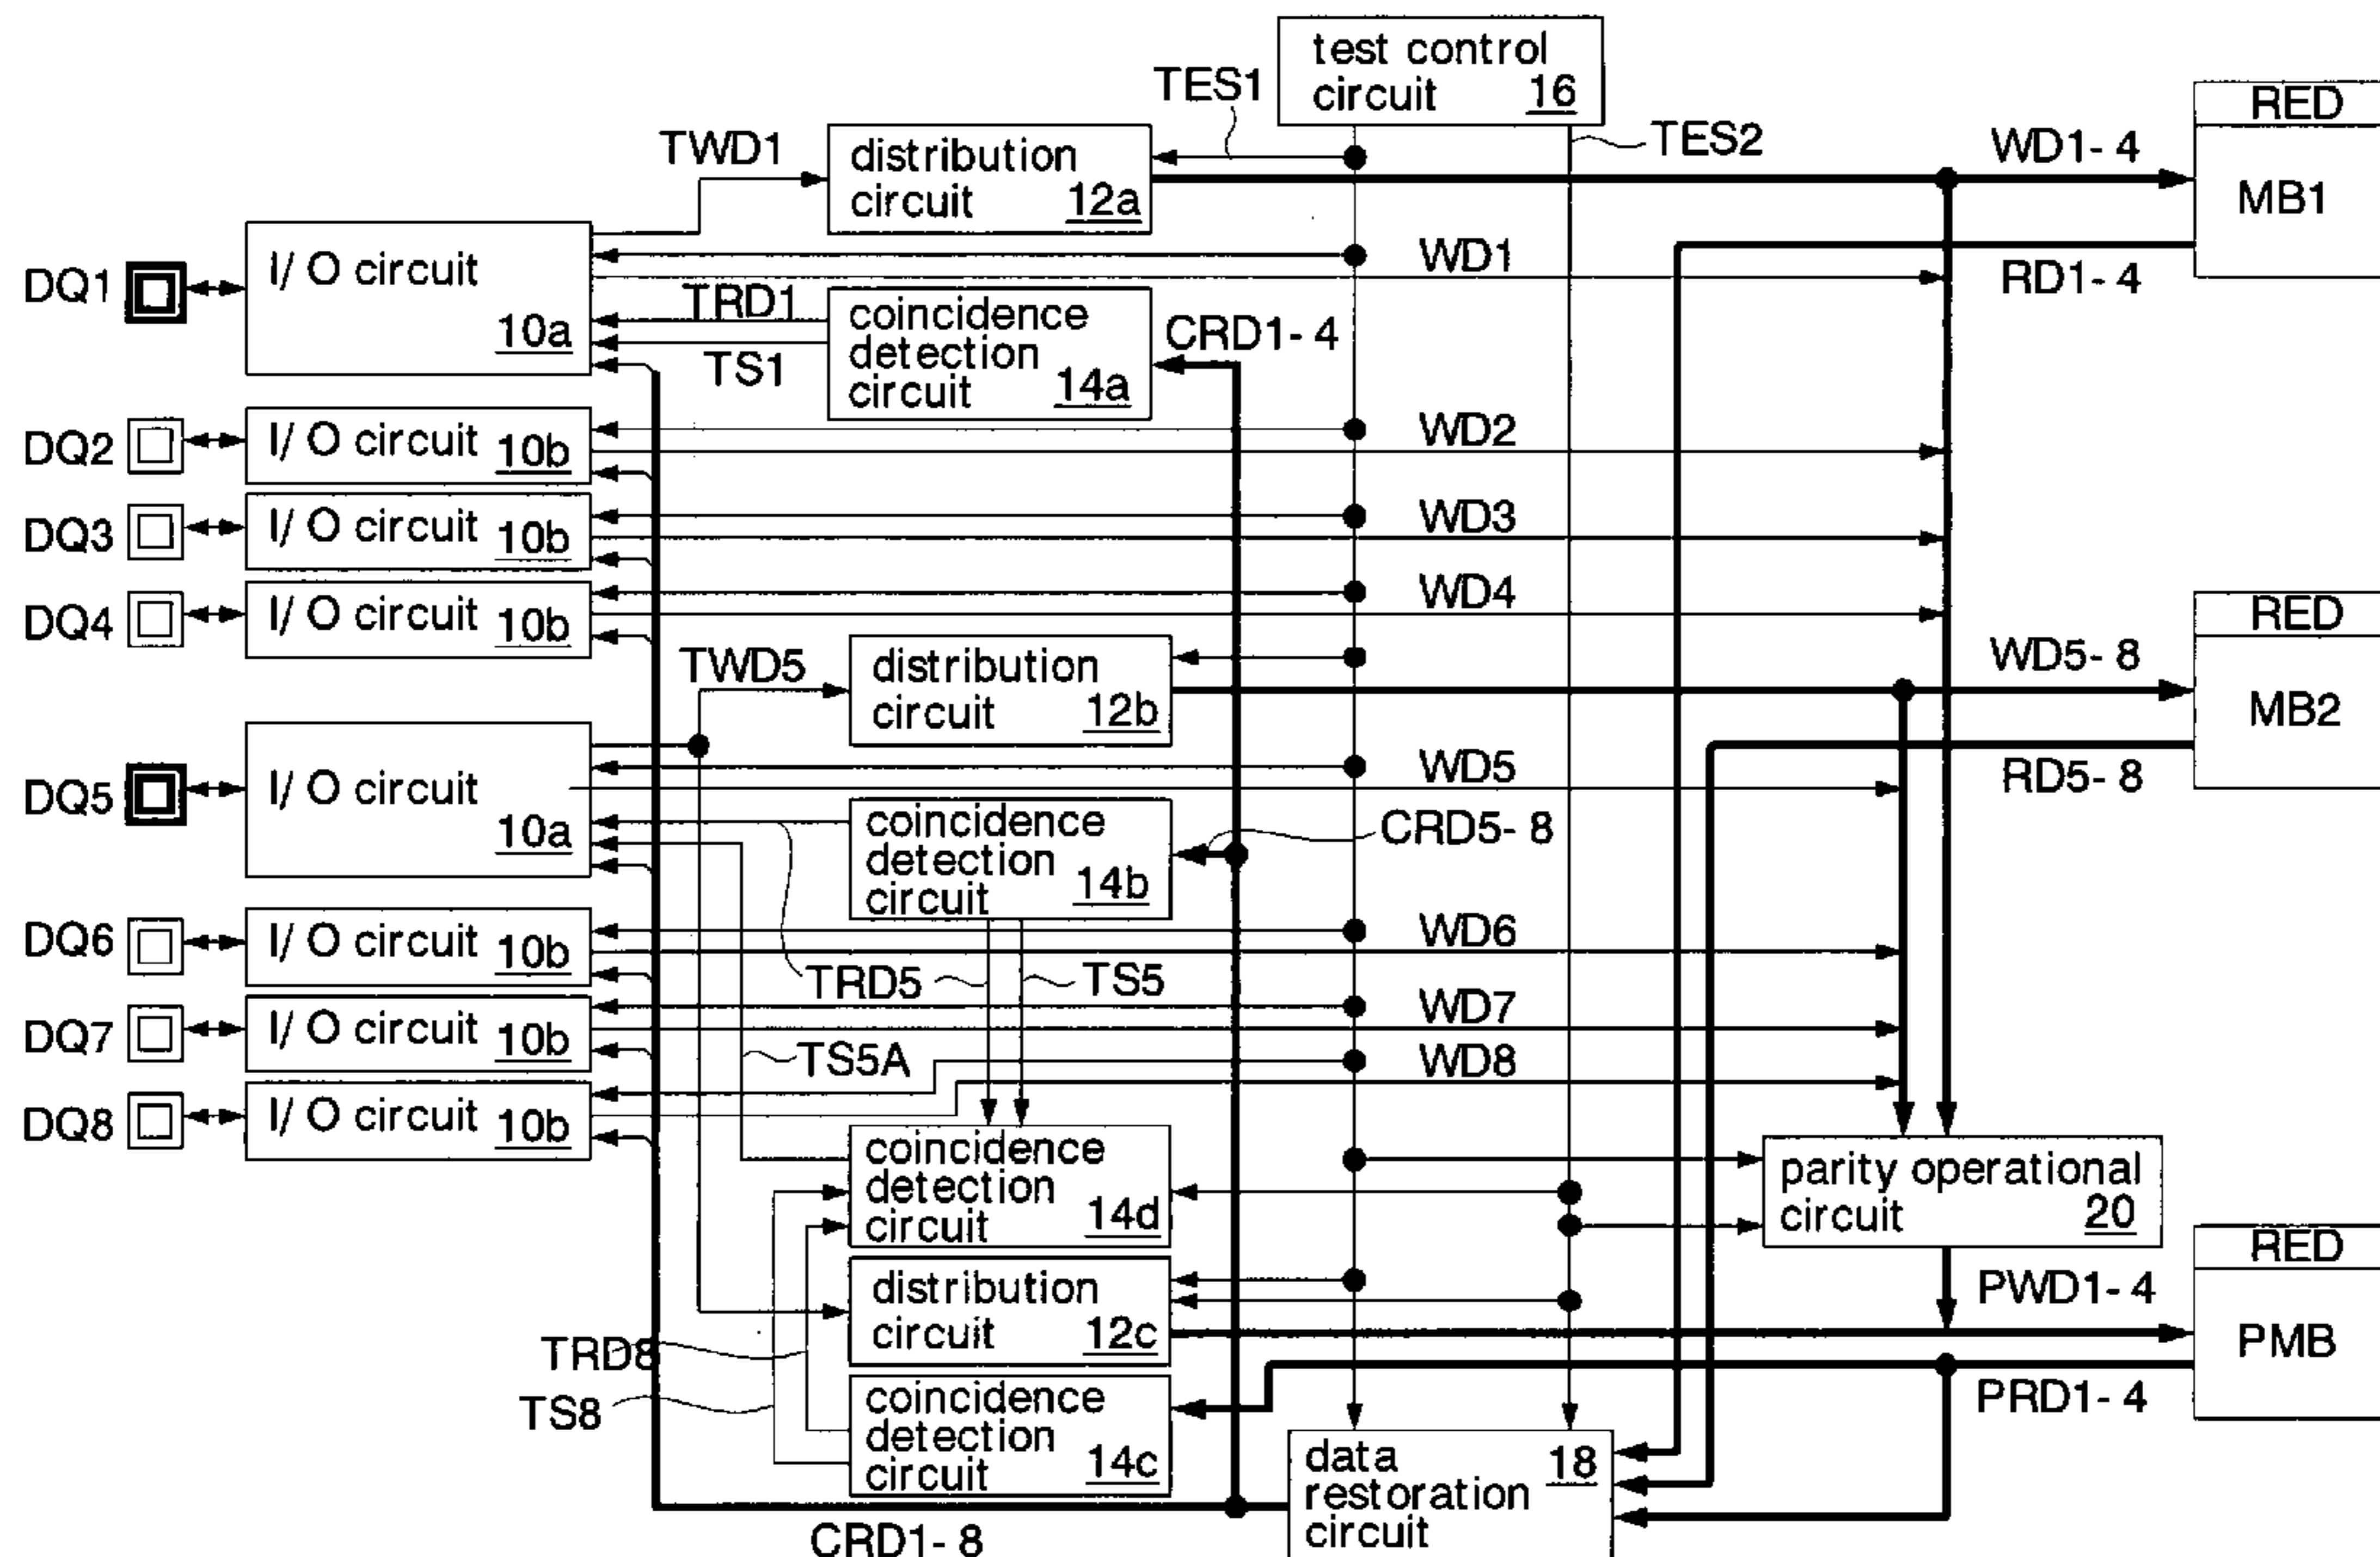 test control
circuit 16
TES1
TES2
RED
WD1- 4
MB1
RD1- 4
TWD1
distribution
circuit 12a
DQ1
I/ O circuit
10a
WD1
TRD1
TS1
coincidence
detection
circuit 14a
CRD1- 4
DQ2
I/ O circuit 10b
WD2
DQ3
I/ O circuit 10b
WD3
DQ4
I/ O circuit 10b
WD4
RED
WD5- 8
MB2
RD5- 8
TWD5
distribution
circuit 12b
DQ5
I/ O circuit
10a
WD5
coincidence
detection
circuit 14b
CRD5- 8
DQ6
I/ O circuit 10b
WD6
TRD5
TS5
DQ7
I/ O circuit 10b
WD7
TS5A
WD8
DQ8
I/ O circuit 10b
coincidence
detection
circuit 14d
parity operational
circuit 20
RED
PWD1- 4
PMB
PRD1- 4
distribution
circuit 12c
TRD8
TS8
coincidence
detection
circuit 14c
data 18
restoration
circuit
CRD1- 8